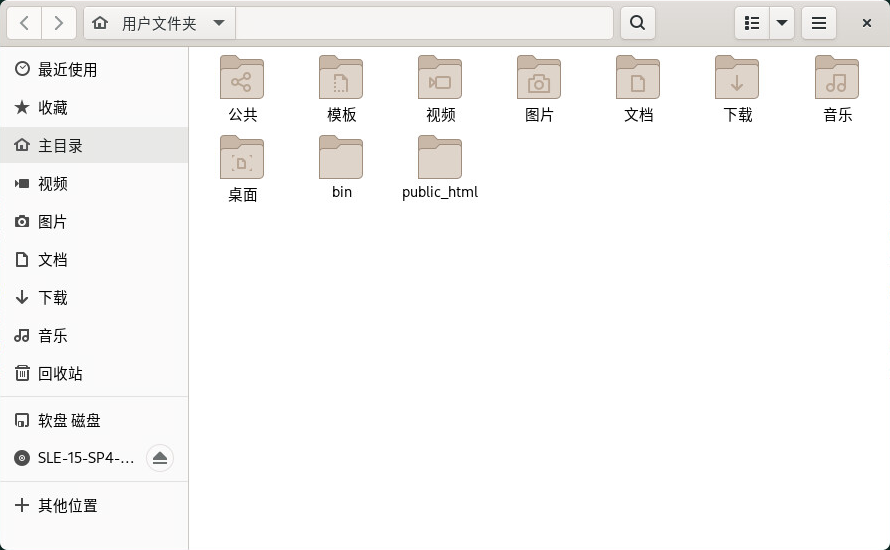 用户文件夹
最近使用
收藏
主目录
视频
图片
文档
下载
音乐
回收站
软盘 磁盘
SLE-15-SP4-...
其他位置
公共
模板
视频
图片
文档
下载
音乐
桌面
bin
public_html